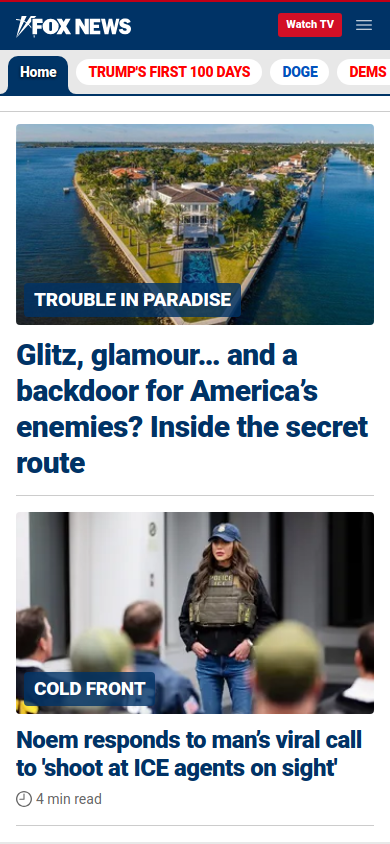 FOX NEWS
Watch TV
Home
TRUMP'S FIRST 100 DAYS
DOGE
DEMS
TROUBLE IN PARADISE
Glitz, glamour... and a
backdoor for America’s
enemies? Inside the secret
route
POLICE
ICE
COLD FRONT
Noem responds to man’s viral call
to 'shoot at ICE agents on sight'
4 min read